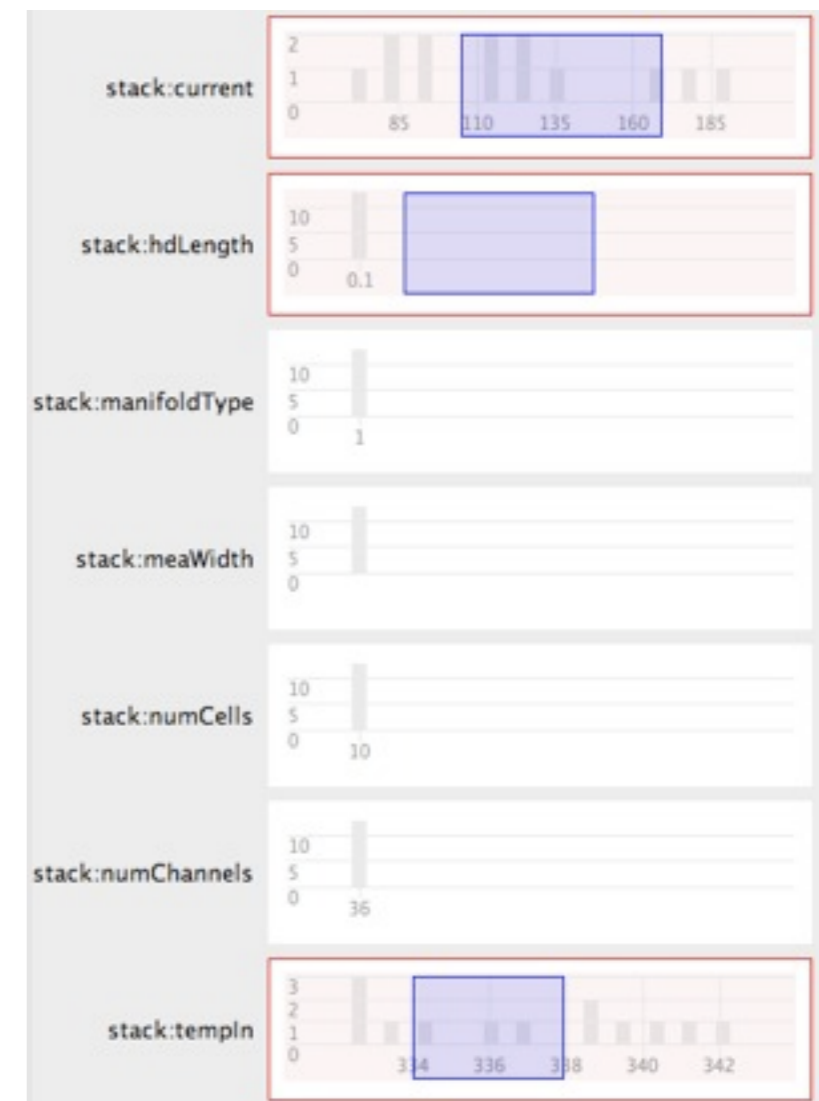 stack:current
2
1
0
85 110 135 160 185
stack:hdLength
10
5
0
0.1
stack:manifoldType
10
5
0
1
stack:meaWidth
10
5
0
stack:numCells
10
5
0
10
stack:numChannels
10
5
0
36
stack:tempIn
3
2
1
0
334 336 338 340 342